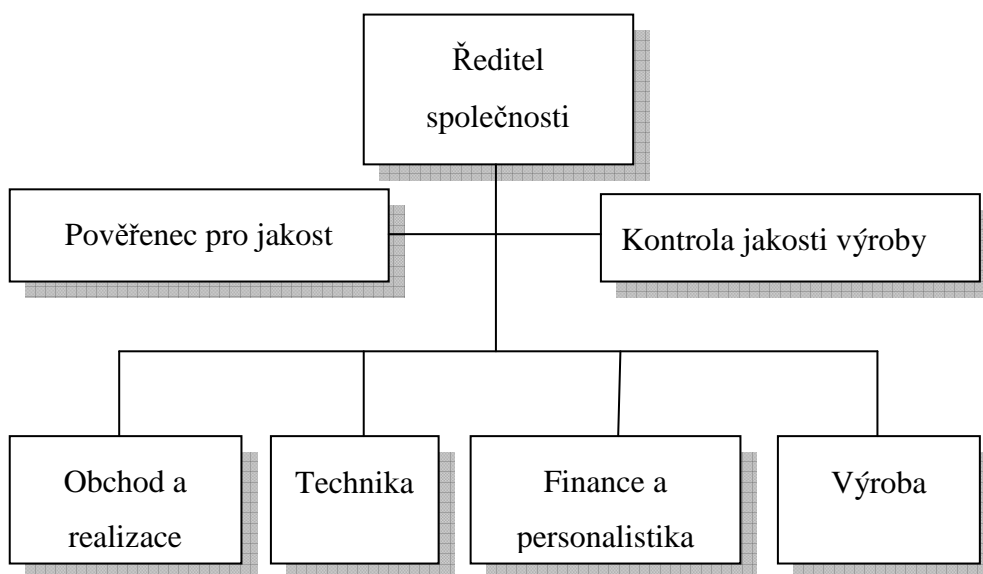 Ředitel
společnosti
Pověřenec pro jakost
Kontrola jakosti výroby
Obchod a
realizace
Technika
Finance a
personalistika
Výroba